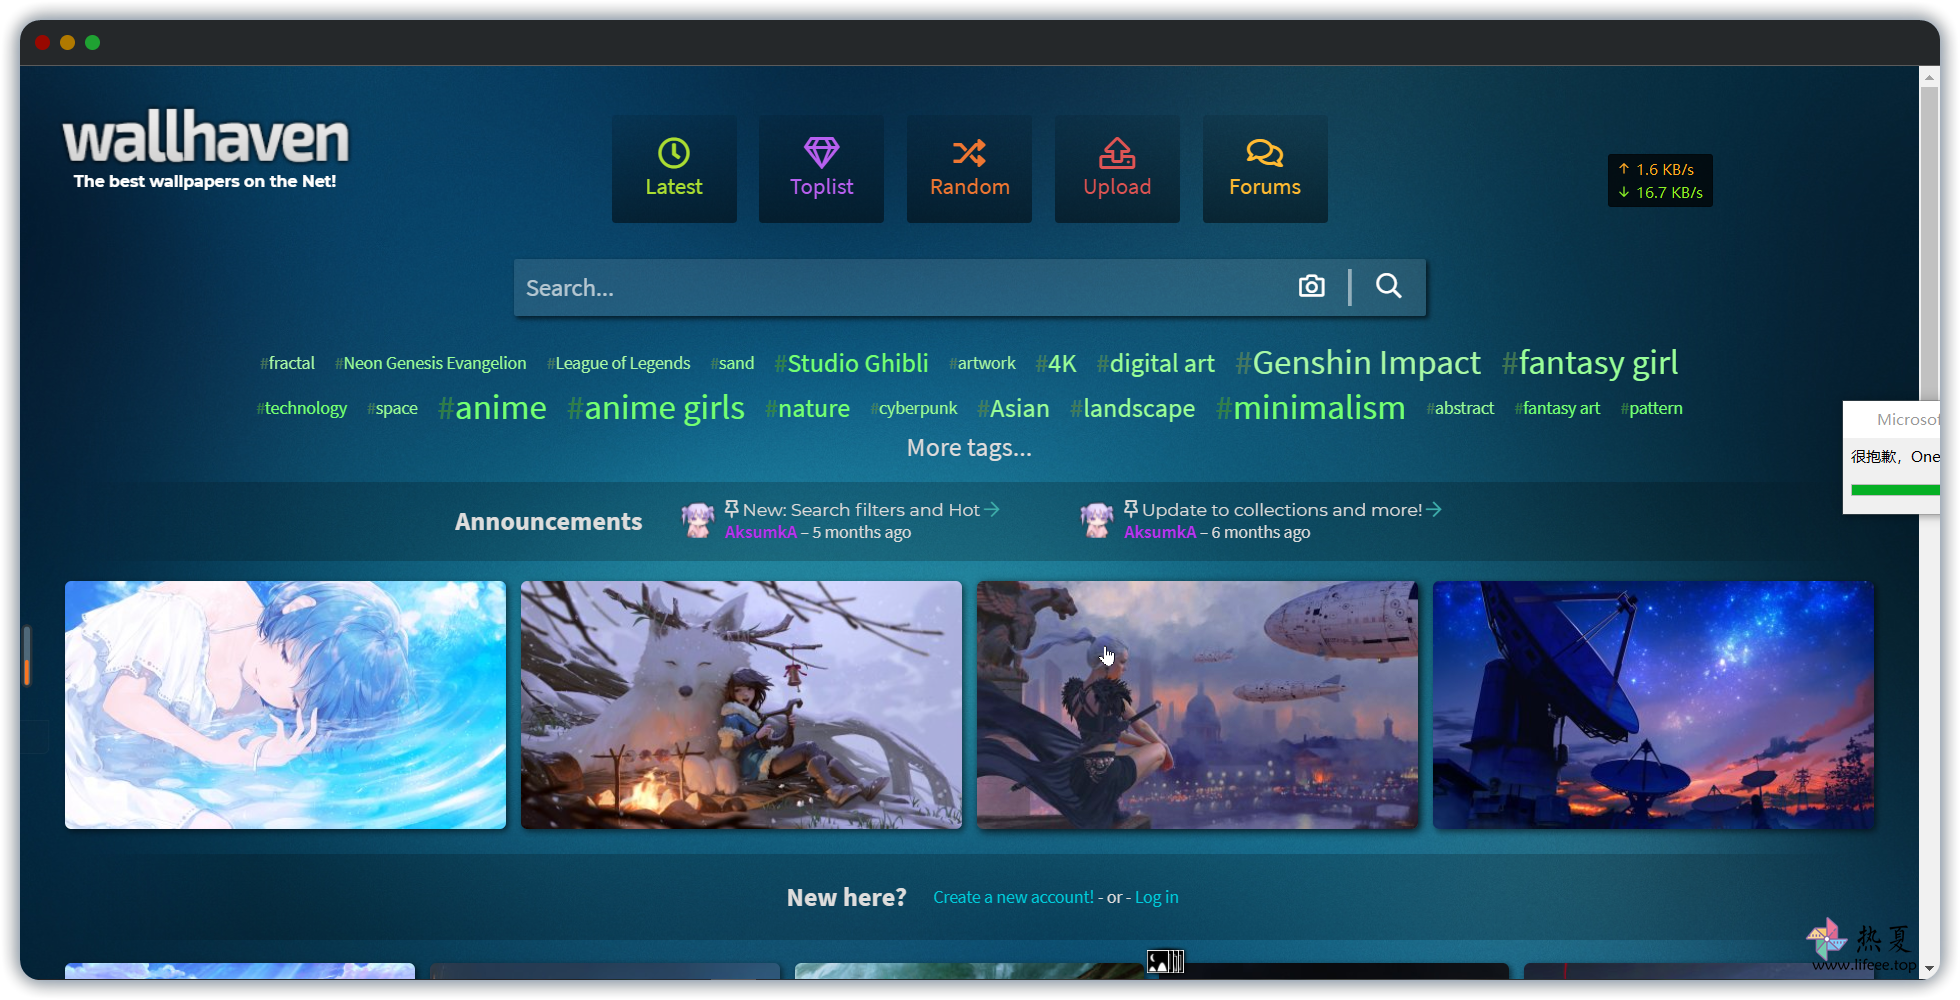 wallhaven
The best wallpapers on the Net!
Latest
Toplist
Random
Upload
Forums
↑ 1.6 KB/s
↓ 16.7 KB/s
Search...
#fractal #Neon Genesis Evangelion #League of Legends #sand #Studio Ghibli #artwork #4K #digital art #Genshin Impact #fantasy girl
#technology #space #anime #anime girls #nature #cyberpunk #Asian #landscape #minimalism #abstract #fantasy art #pattern
More tags...
Microsof
很抱歉，One
Announcements
New: Search filters and Hot →
AksumkA – 5 months ago
Update to collections and more! →
AksumkA – 6 months ago
New here? Create a new account! - or - Log in
热夏
www.lifeee.top